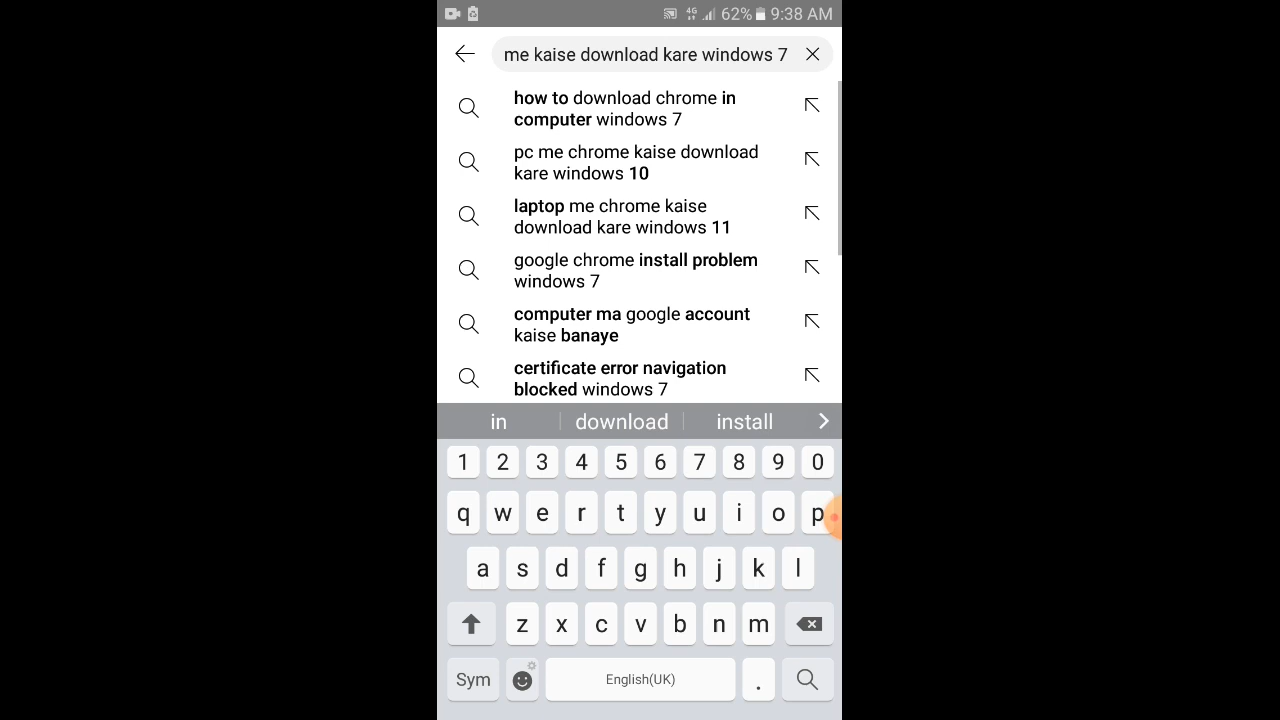 4G 62% 9:38 AM
me kaise download kare windows 7
how to download chrome in
computer windows 7
pc me chrome kaise download
kare windows 10
laptop me chrome kaise
download kare windows 11
google chrome install problem
windows 7
computer ma google account
kaise banaye
certificate error navigation
blocked windows 7
in download install
1 2 3 4 5 6 7 8 9 0
q w e r t y u i o p
a s d f g h j k l
z x c v b n m
Sym English(UK) .